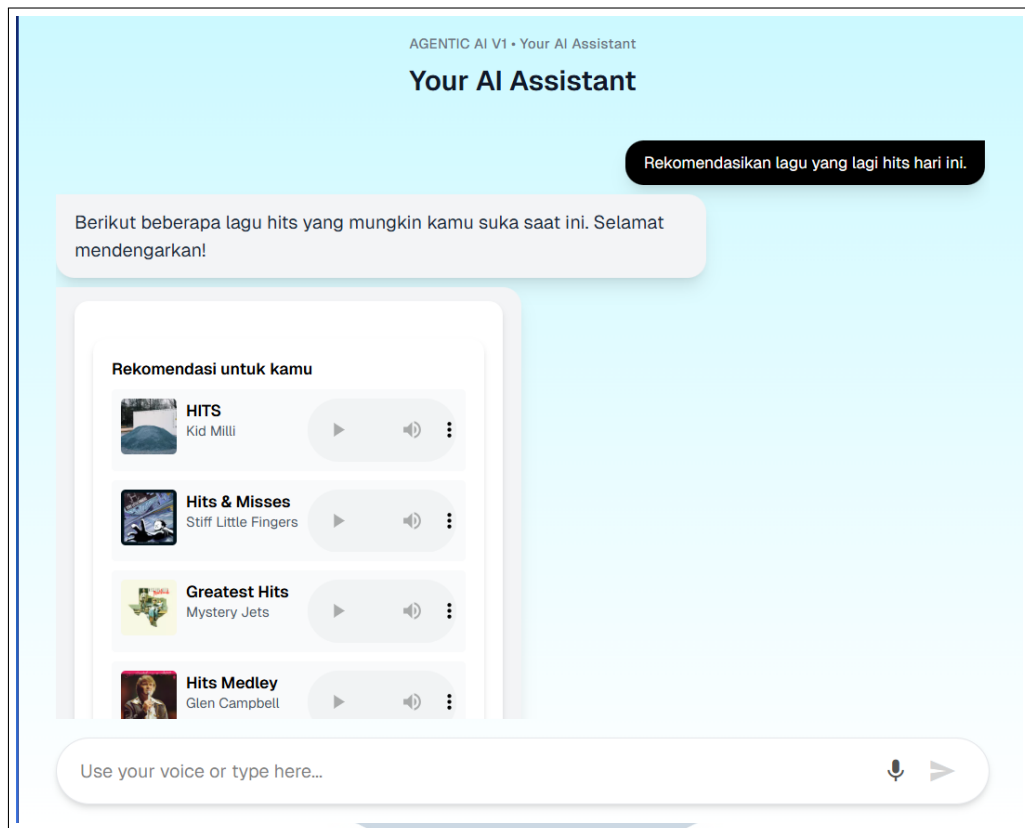 AGENTIC AI V1 • Your AI Assistant
Your AI Assistant
Rekomendasikan lagu yang lagi hits hari ini.
Berikut beberapa lagu hits yang mungkin kamu suka saat ini. Selamat
mendengarkan!
Rekomendasi untuk kamu
HITS
Kid Milli
Hits & Misses
Stiff Little Fingers
Greatest Hits
Mystery Jets
Hits Medley
Glen Campbell
Use your voice or type here...